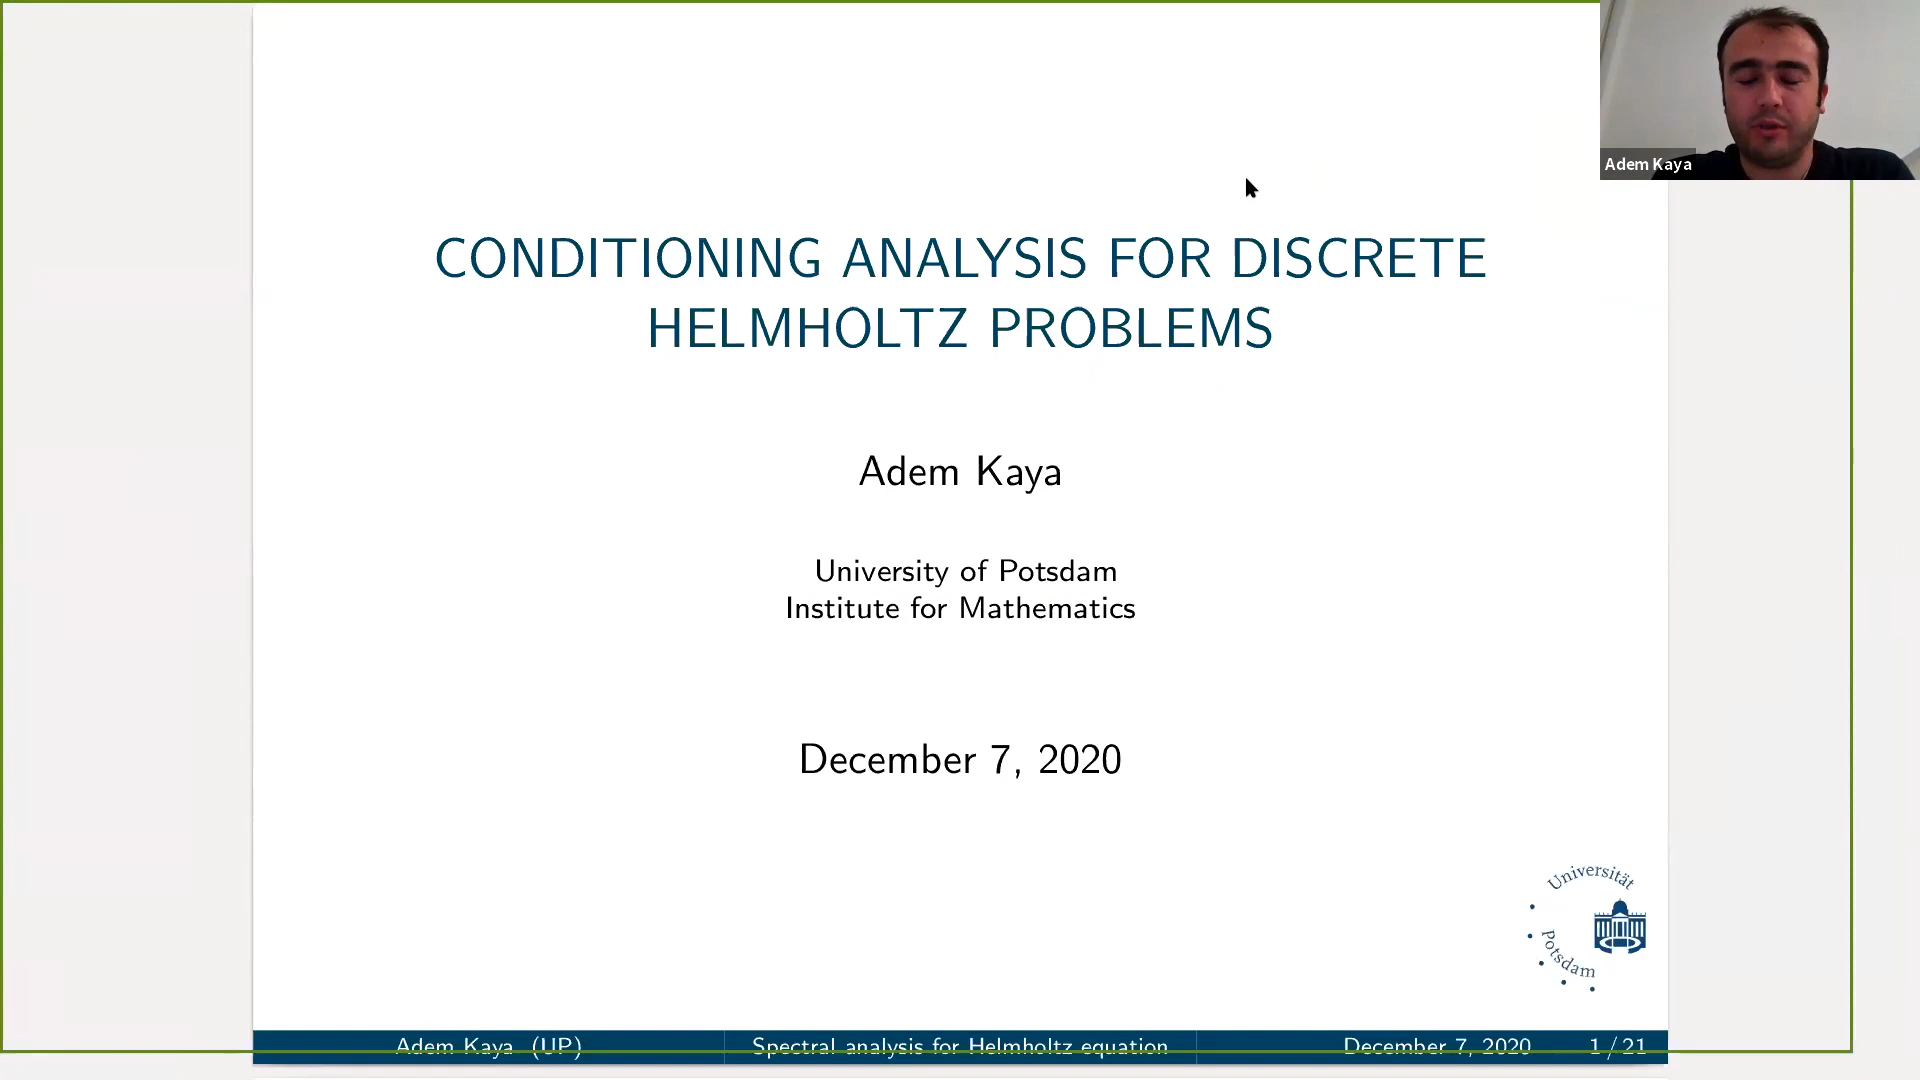 Adem Kaya
CONDITIONING ANALYSIS FOR DISCRETE
HELMHOLTZ PROBLEMS
Adem Kaya
University of Potsdam
Institute for Mathematics
December 7, 2020
Universität
Potsdam
Adem Kaya (UP) Spectral analysis for Helmholtz equation December 7, 2020 1 / 21